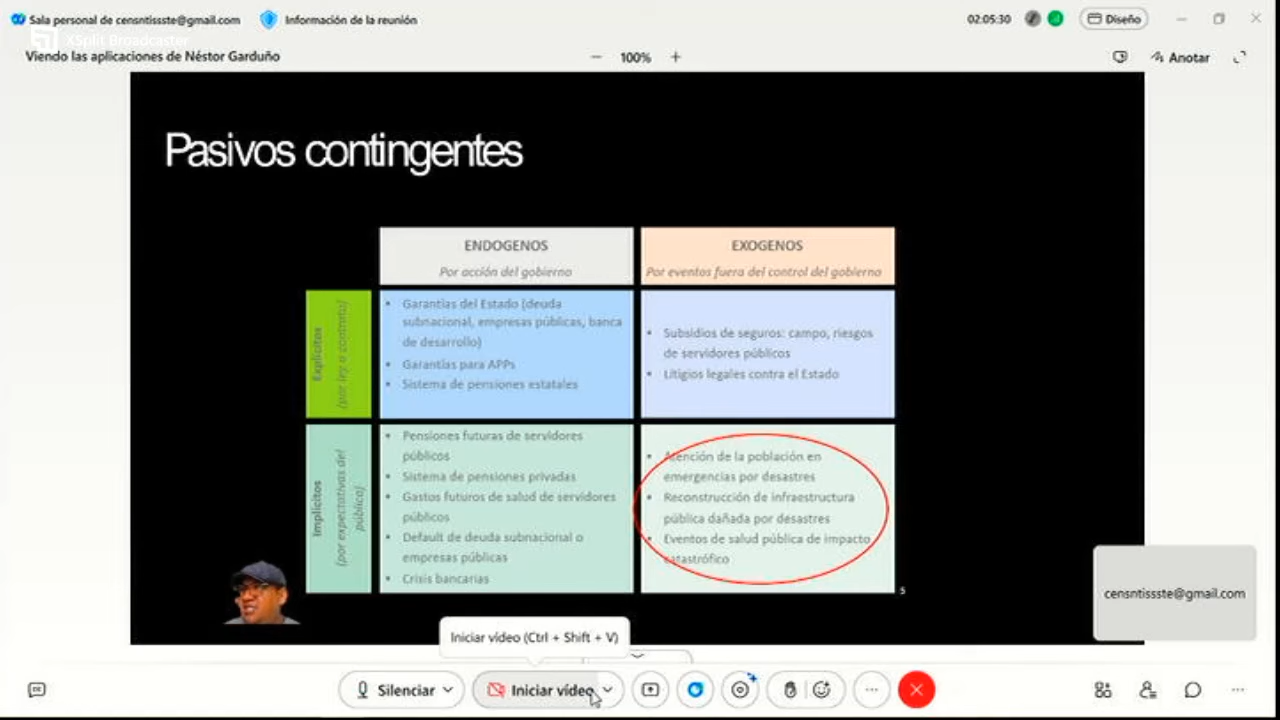 Sala personal de censntissste@gmail.com
Información de la reunión
02:05:30
Diseño
XSplit Broadcaster
Viendo las aplicaciones de Néstor Garduño
100%
Anotar
Pasivos contingentes
ENDOGENOS
Por acción del gobierno
EXOGENOS
Por eventos fuera del control del gobierno
Explícitos
(por ley o contrato)
• Garantías del Estado (deuda
subnacional, empresas públicas, banca
de desarrollo)
• Garantías para APPs
• Sistema de pensiones estatales
• Subsidios de seguros: campo, riesgos
de servidores públicos
• Litigios legales contra el Estado
Implícitos
(por expectativas del
público)
• Pensiones futuras de servidores
públicos
• Sistema de pensiones privadas
• Gastos futuros de salud de servidores
públicos
• Default de deuda subnacional o
empresas públicas
• Crisis bancarias
• Atención de la población en
emergencias por desastres
• Reconstrucción de infraestructura
pública dañada por desastres
• Eventos de salud pública de impacto
catastrófico
5
censntissste@gmail.com
Iniciar vídeo (Ctrl + Shift + V)
Silenciar
Iniciar vídeo